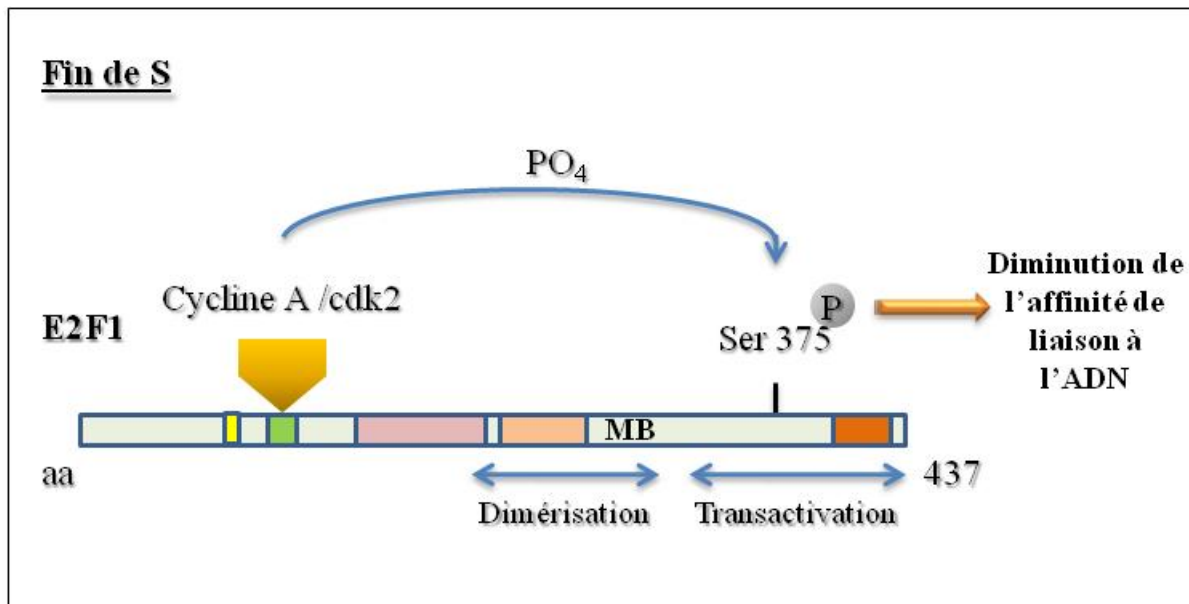 Fin de S
PO4
Cycline A /cdk2
E2F1
P
Ser 375
Diminution de
l'affinité de
liaison à
l'ADN
MB
aa
437
Dimérisation
Transactivation